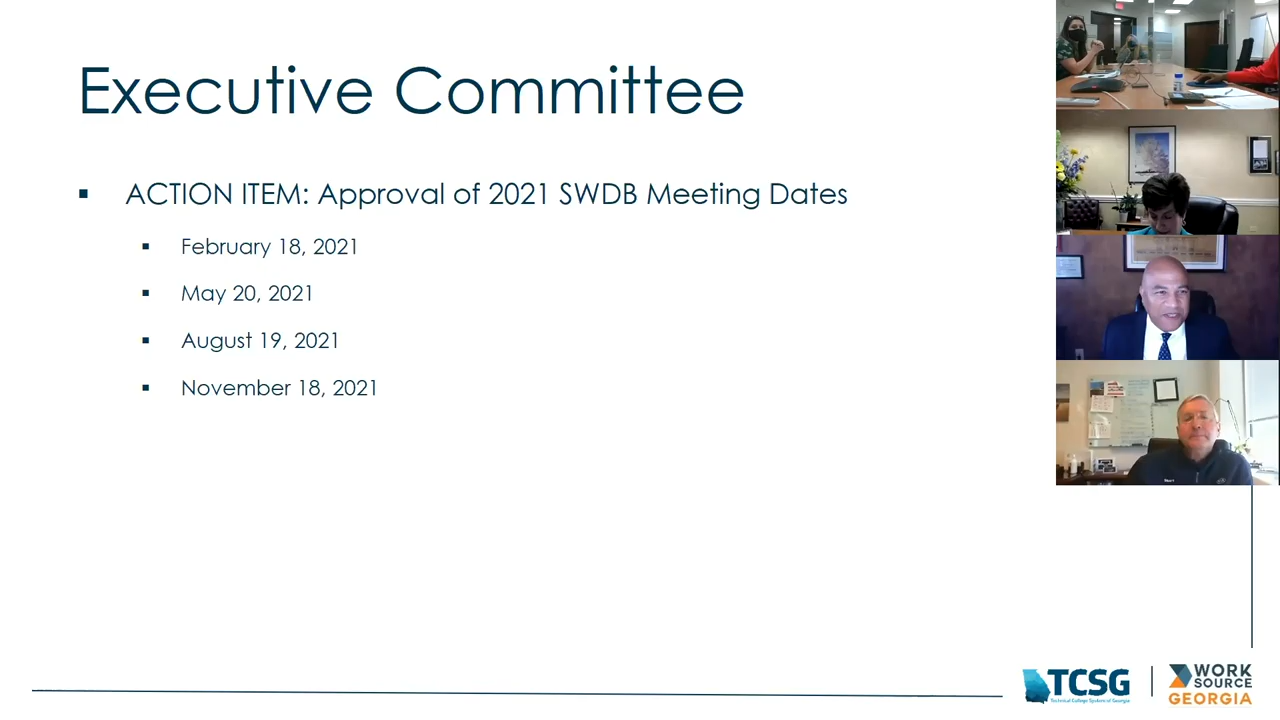 Executive Committee
▪ ACTION ITEM: Approval of 2021 SWDB Meeting Dates
▪ February 18, 2021
▪ May 20, 2021
▪ August 19, 2021
▪ November 18, 2021
TCSG
Technical College System of Georgia
WORK
SOURCE
GEORGIA